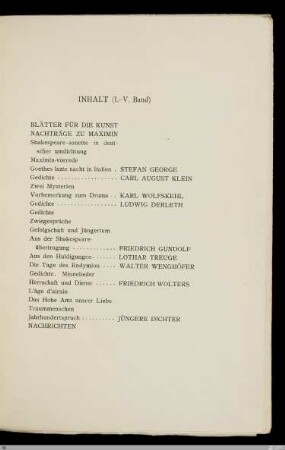 INHALT (I.-V. Band)
BLÄTTER FÜR DIE KUNST
NACHTRÄGE ZU MAXIMIN
Shakespeare-sonette in deut-
scher umdichtung
Maximin-vorrede
Goethes lezte nacht in Italien . STEFAN GEORGE
Gedichte .................. CARL AUGUST KLEIN
Zwei Mysterien
Vorbemerkung zum Drama .. KARL WOLFSKEHL
Gedichte .................. LUDWIG DERLETH
Gedichte
Zwiegespräche
Gefolgschaft und Jüngertum
Aus der Shakespeare-
übertragung .............. FRIEDRICH GUNDOLF
Aus den Huldigungen ...... LOTHAR TREUGE
Die Tage des Endymion .... WALTER WENGHÖFER
Gedichte. Minnelieder
Herrschaft und Dienst ...... FRIEDRICH WOLTERS
L'âge d'airain
Das Hohe Amt unsrer Liebe
Traummenschen
Jahrhundertspruch .......... JÜNGERE DICHTER
NACHRICHTEN